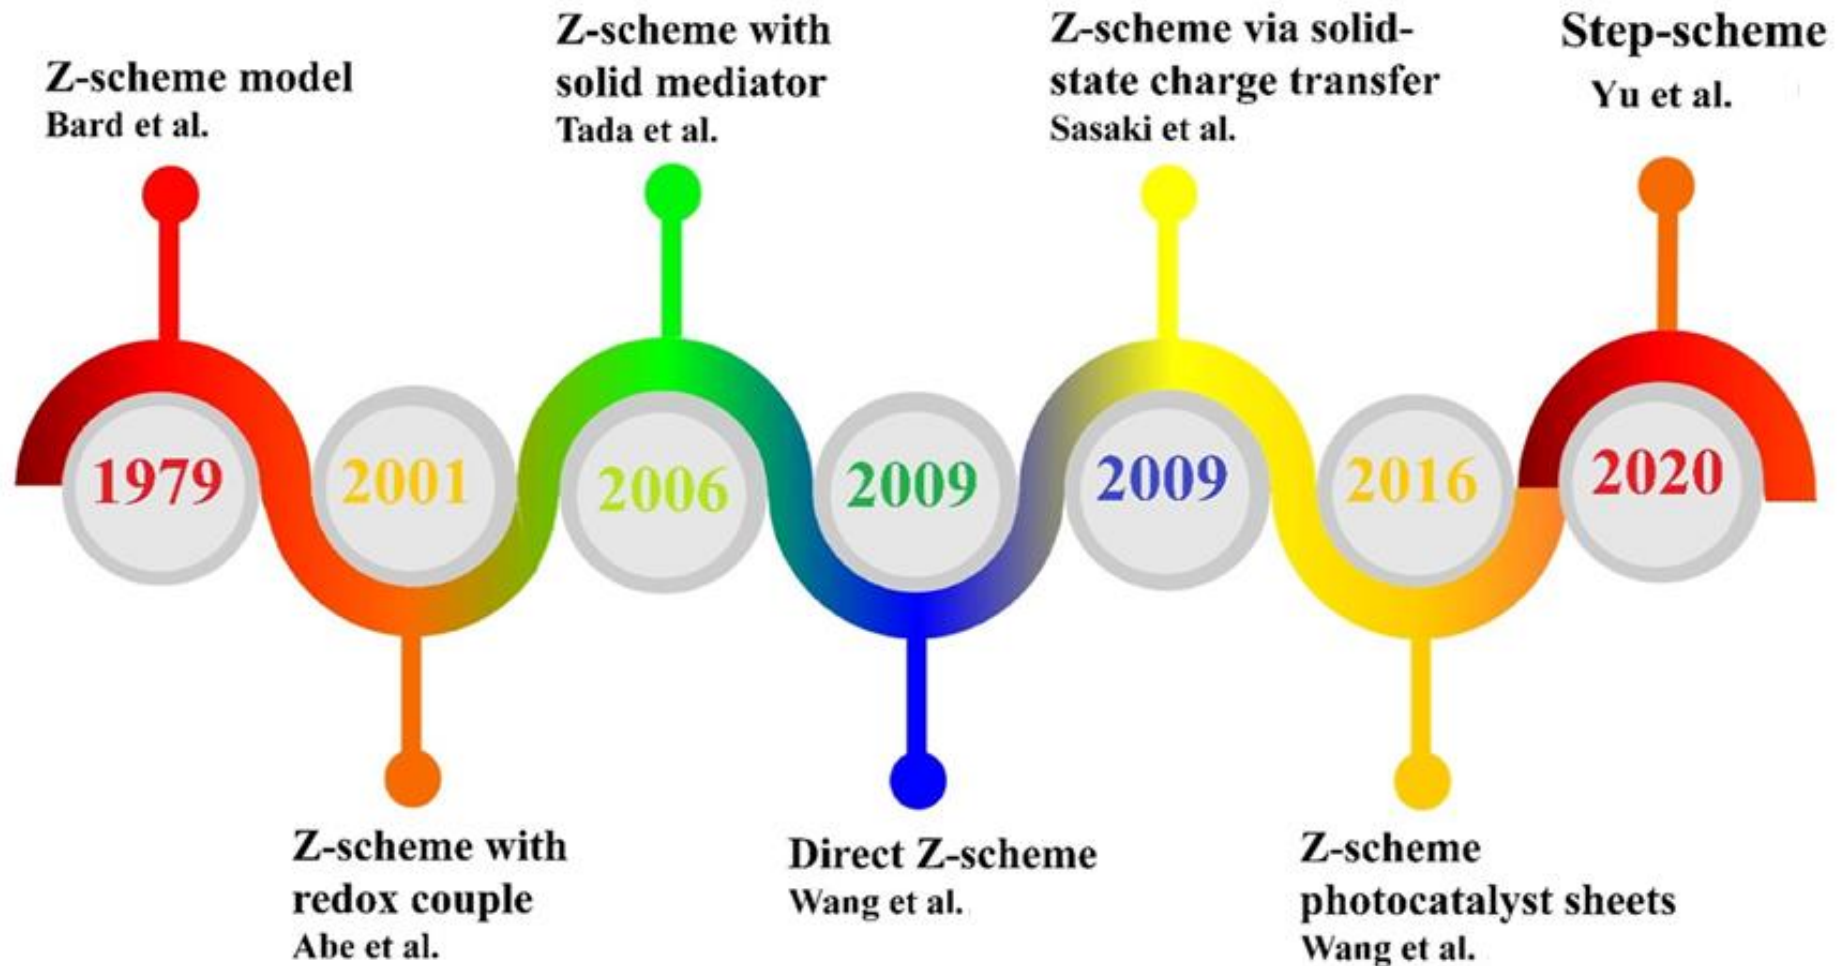 Z-scheme model
Bard et al.
Z-scheme with
solid mediator
Tada et al.
Z-scheme via solid-
state charge transfer
Sasaki et al.
Step-scheme
Yu et al.
1979
2001
2006
2009
2009
2016
2020
Z-scheme with
redox couple
Abe et al.
Direct Z-scheme
Wang et al.
Z-scheme
photocatalyst sheets
Wang et al.